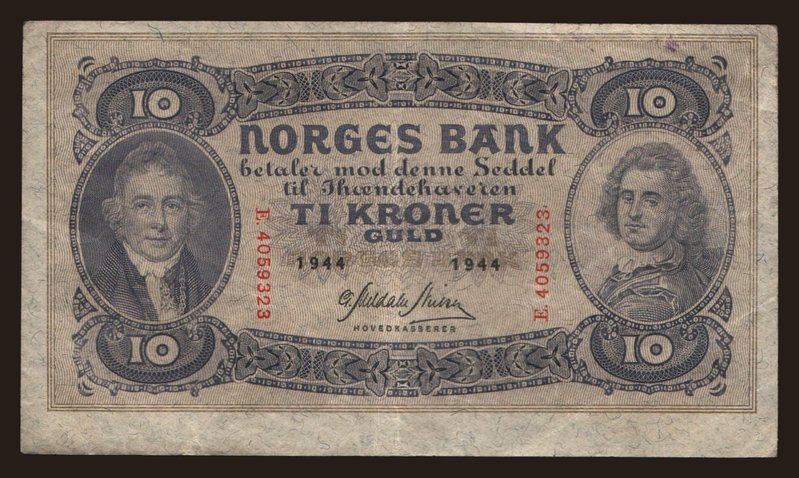 10 10
NORGES BANK
betaler mod denne Seddel
til Ihændehaveren
TI KRONER
GULD
1944 1944
E. 4059323
E. 4059323
HOVEDKASSERER
10 10